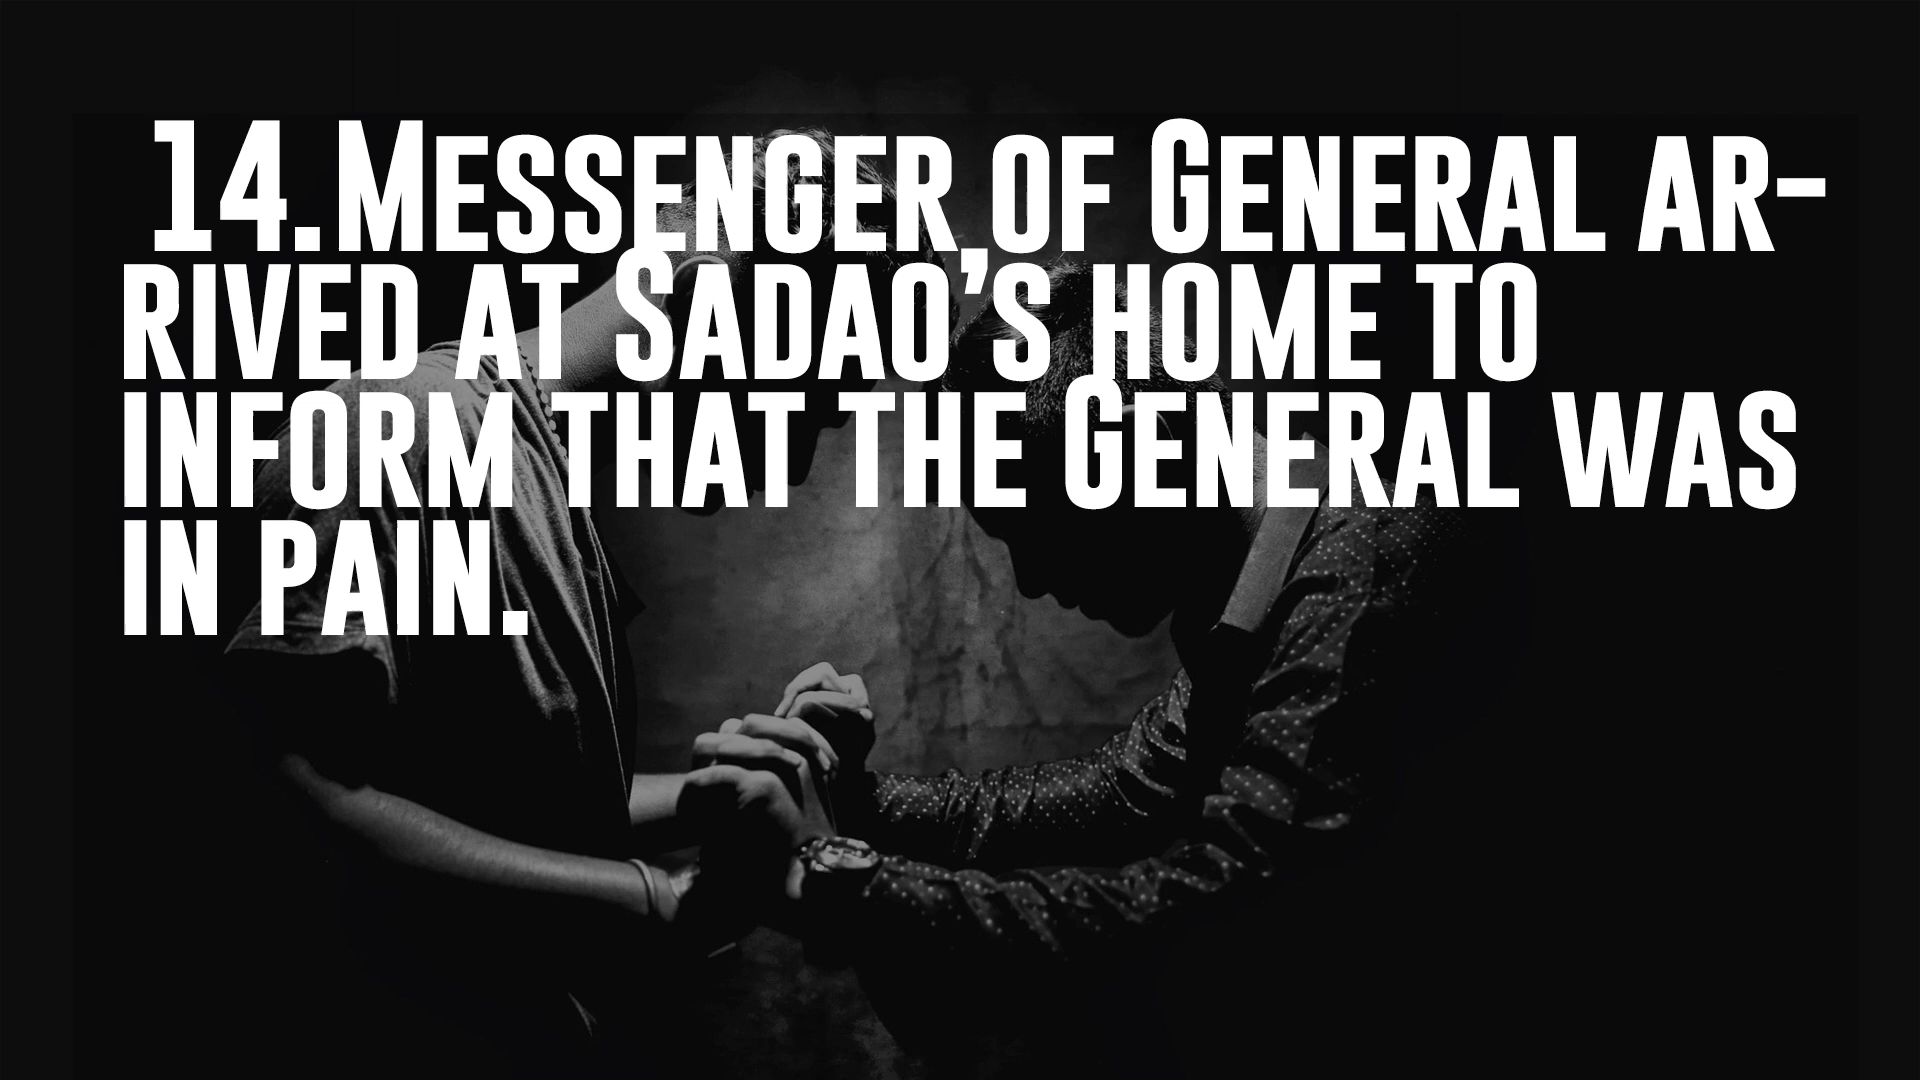 14.Messenger of General ar-
rived at Sadao's home to
inform that the General was
in pain.